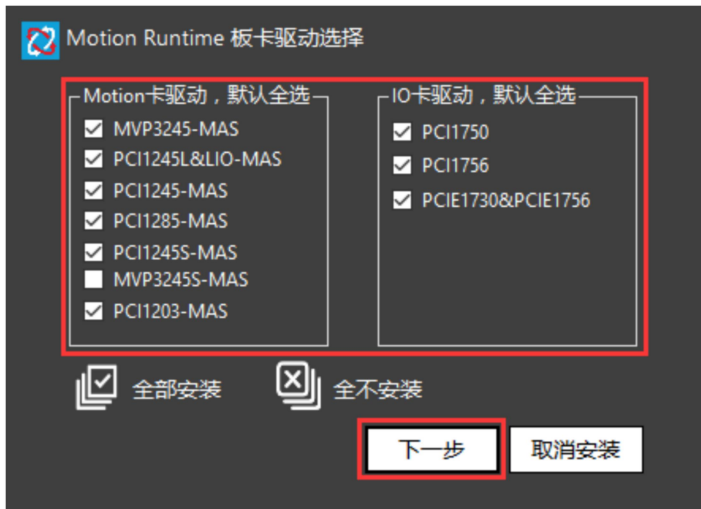 Motion Runtime 板卡驱动选择
Motion卡驱动，默认全选
MVP3245-MAS
PCI1245L&LIO-MAS
PCI1245-MAS
PCI1285-MAS
PCI1245S-MAS
MVP3245S-MAS
PCI1203-MAS
IO卡驱动，默认全选
PCI1750
PCI1756
PCIE1730&PCIE1756
全部安装
全不安装
下一步
取消安装